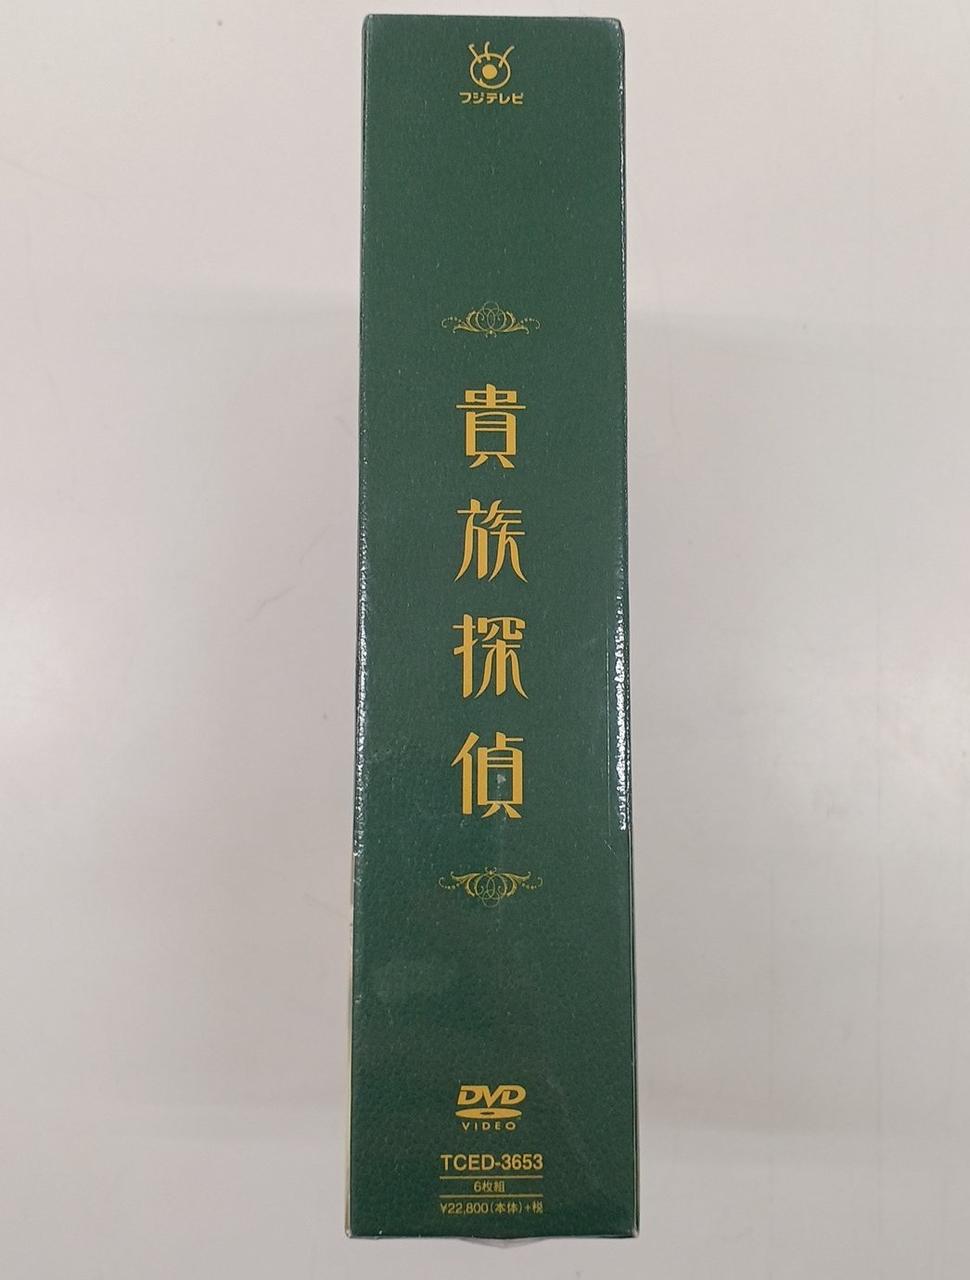 フジテレビ
貴族探偵
DVD
VIDEO
TCED-3653
6枚組
¥22,800(本体)+税